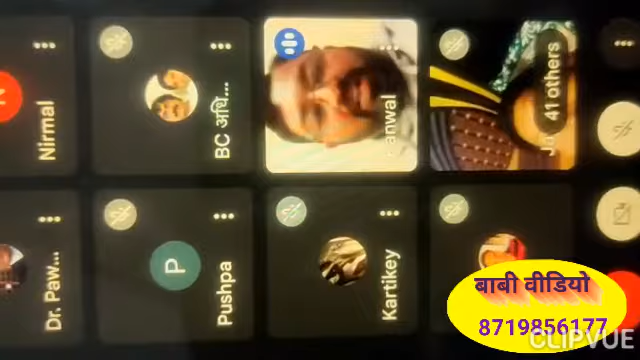 Nirmal
BC अधि...
anwal
41 others
Dr. Paw...
P
Pushpa
Kartikey
बाबी वीडियो
8719856177
CLIPVUE